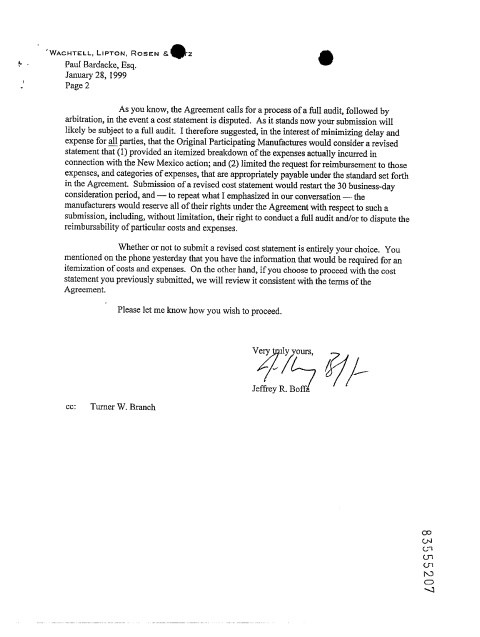 WACHTELL, LIPTON, ROSEN &
Paul Bardacke, Esq.
January 28, 1999
Page 2
As you know, the Agreement calls for a process of a full audit, followed by
arbitration, in the event a cost statement is disputed. As it stands now your submission will
likely be subject to a full audit. I therefore suggested, in the interest of minimizing delay and
expense for all parties, that the Original Participating Manufactures would consider a revised
statement that (1) provided an itemized breakdown of the expenses actually incurred in
connection with the New Mexico action; and (2) limited the request for reimbursement to those
expenses, and categories of expenses, that are appropriately payable under the standard set forth
in the Agreement. Submission of a revised cost statement would restart the 30 business-day
consideration period, and — to repeat what I emphasized in our conversation — the
manufacturers would reserve all of their rights under the Agreement with respect to such a
submission, including, without limitation, their right to conduct a full audit and/or to dispute the
reimbursability of particular costs and expenses.
Whether or not to submit a revised cost statement is entirely your choice. You
mentioned on the phone yesterday that you have the information that would be required for an
itemization of costs and expenses. On the other hand, if you choose to proceed with the cost
statement you previously submitted, we will review it consistent with the terms of the
Agreement.
Please let me know how you wish to proceed.
Very truly yours,
Jeffrey R. Boffa
cc: Turner W. Branch
83555207